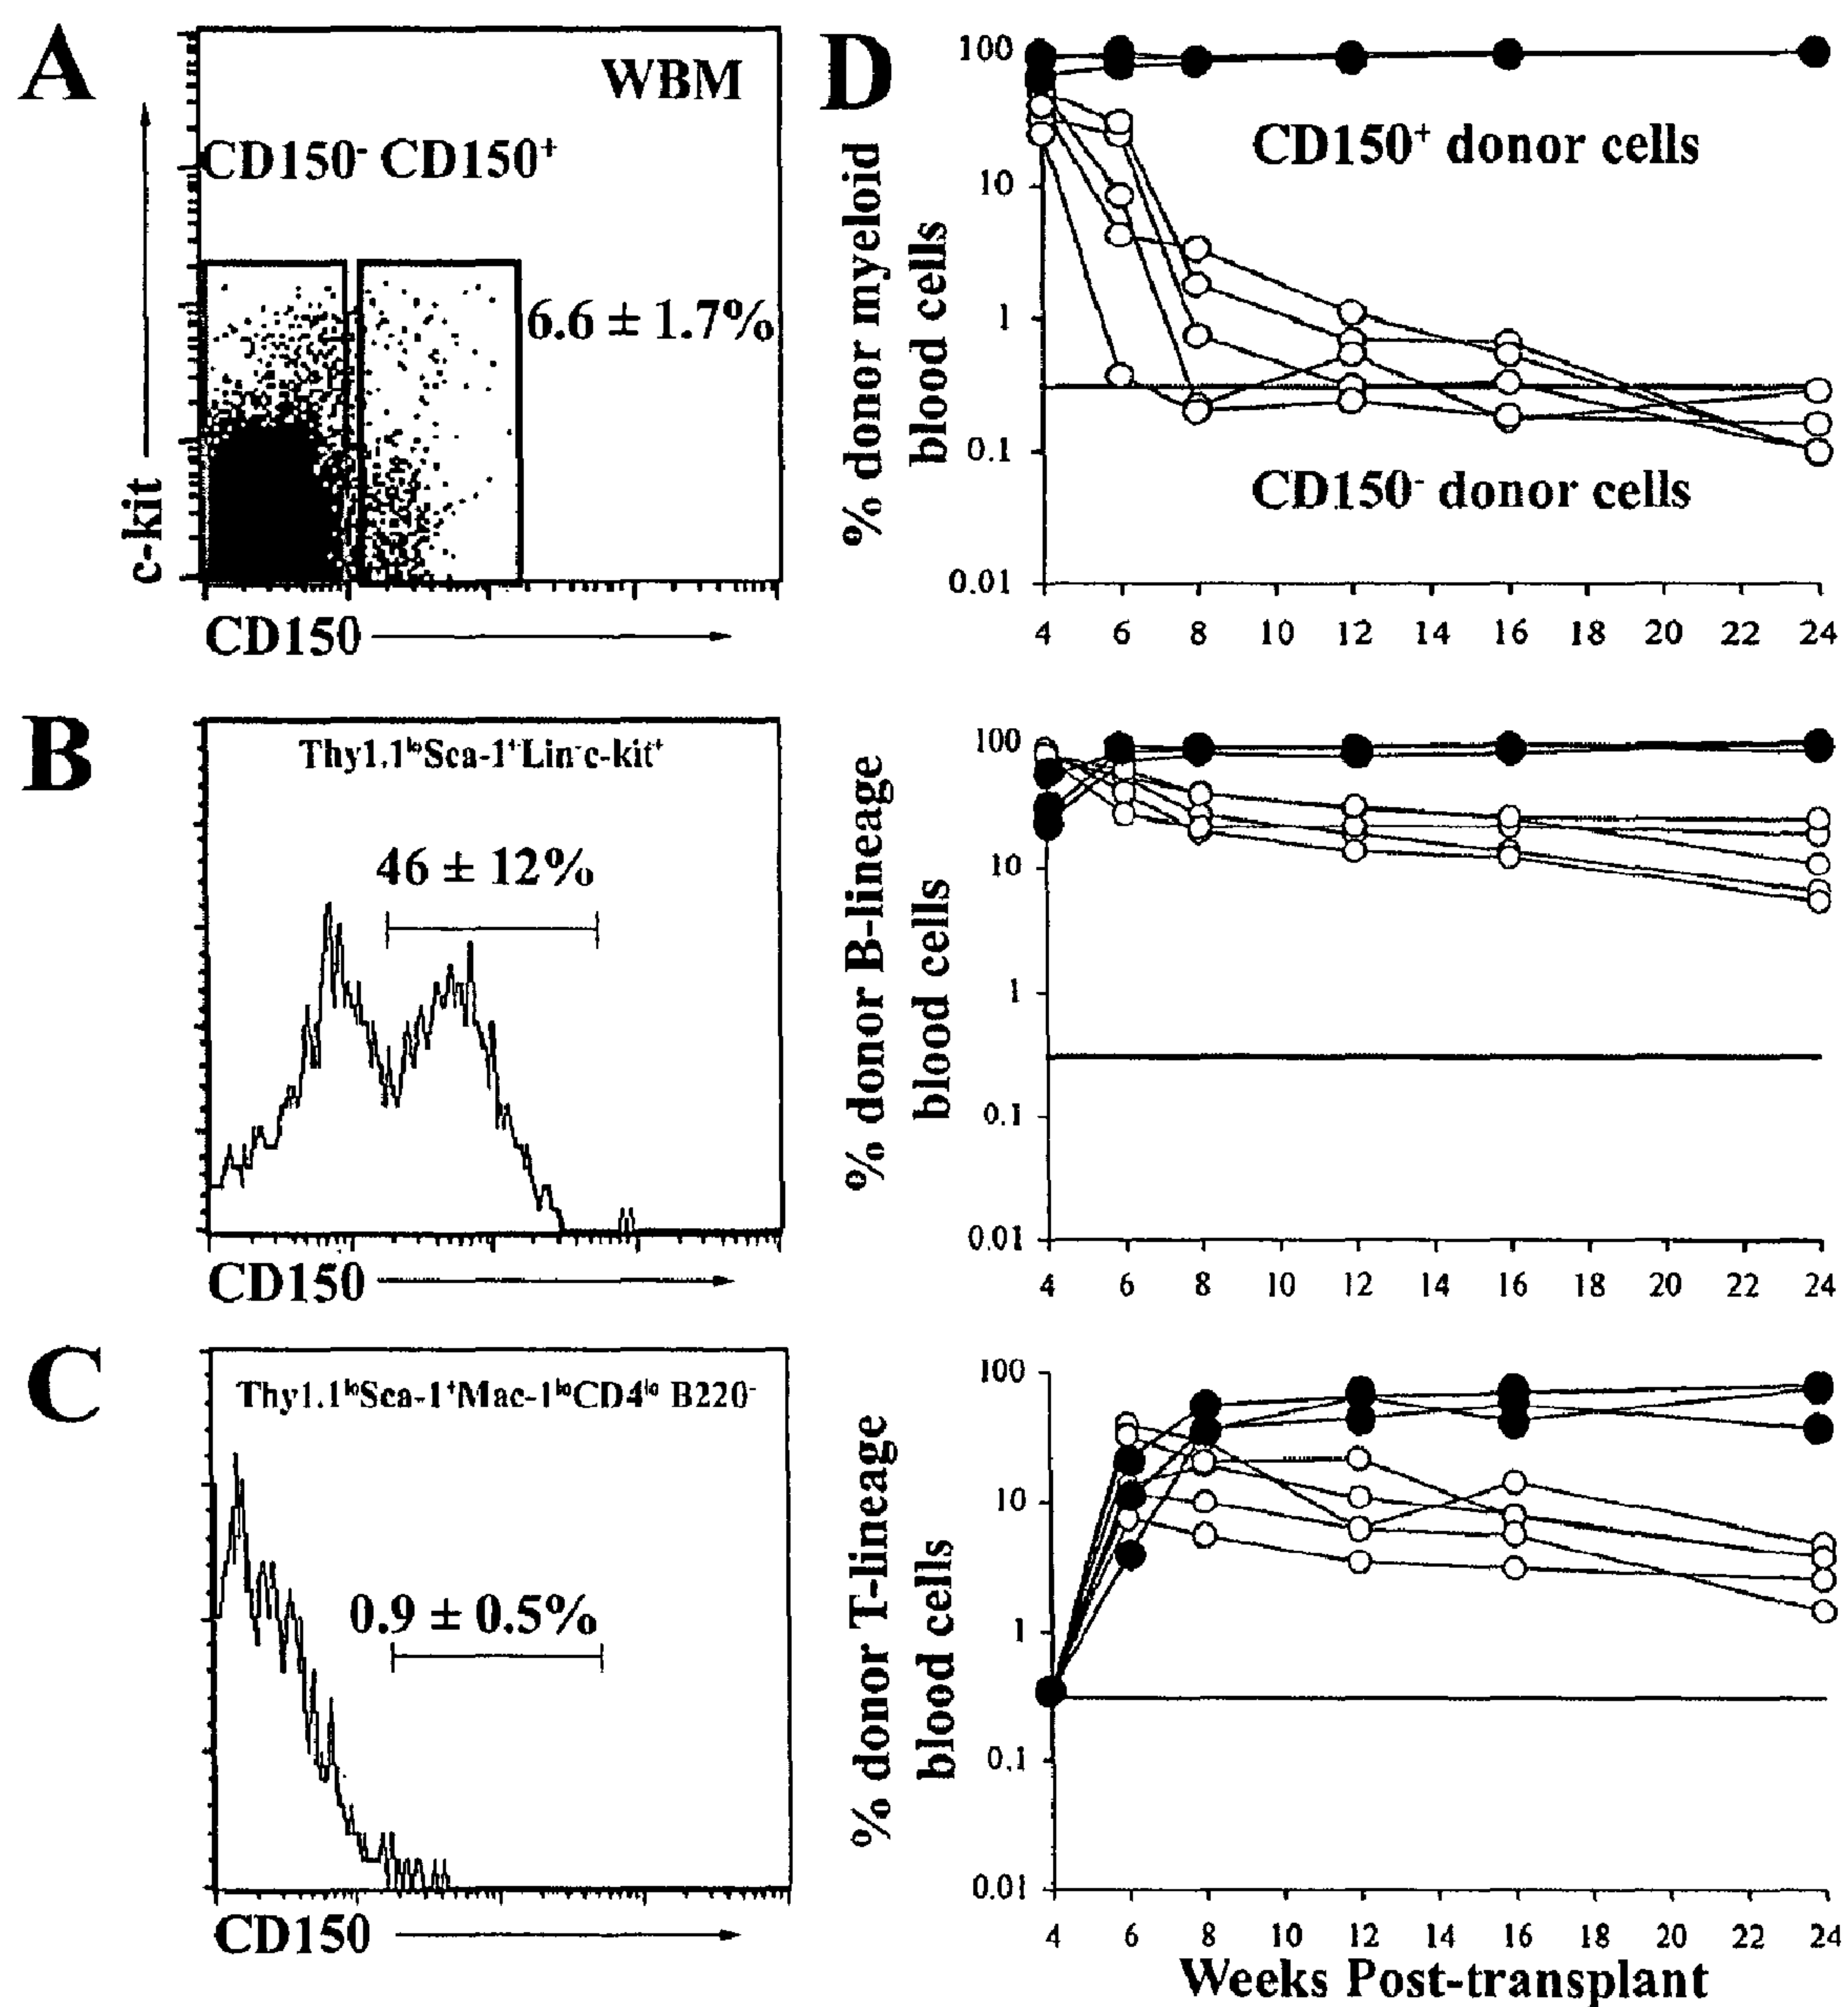 A
WBM
CD150⁻ CD150⁺
6.6 ± 1.7%
c-kit
CD150
B
Thy1.1ˡᵒSca-1⁺Lin⁻c-kit⁺
46 ± 12%
CD150
C
Thy1.1ˡᵒSca-1⁺Mac-1ˡᵒCD4ˡᵒ B220⁻
0.9 ± 0.5%
CD150
D
% donor myeloid
blood cells
100
10
1
0.1
0.01
CD150⁺ donor cells
CD150⁻ donor cells
4 6 8 10 12 14 16 18 20 22 24
% donor B-lineage
blood cells
100
10
1
0.1
0.01
4 6 8 10 12 14 16 18 20 22 24
% donor T-lineage
blood cells
100
10
1
0.1
0.01
4 6 8 10 12 14 16 18 20 22 24
Weeks Post-transplant